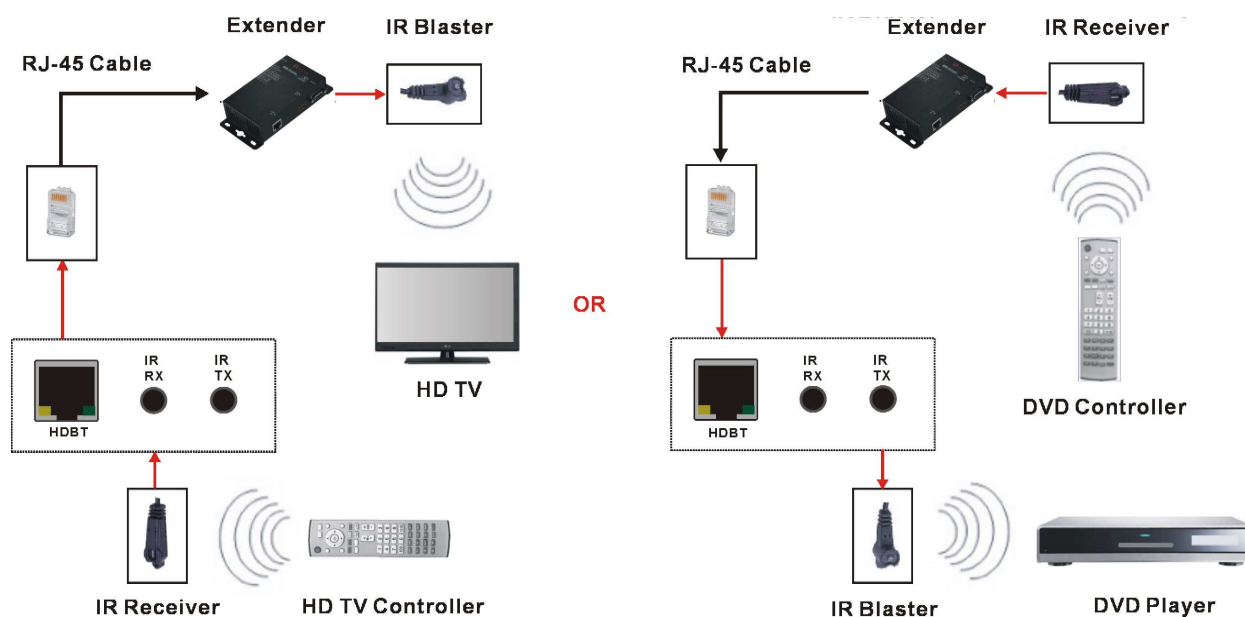 Extender
IR Blaster
RJ-45 Cable
HD TV
IR
RX
IR
TX
HDBT
IR Receiver
HD TV Controller
OR
Extender
IR Receiver
RJ-45 Cable
DVD Controller
IR
RX
IR
TX
HDBT
IR Blaster
DVD Player